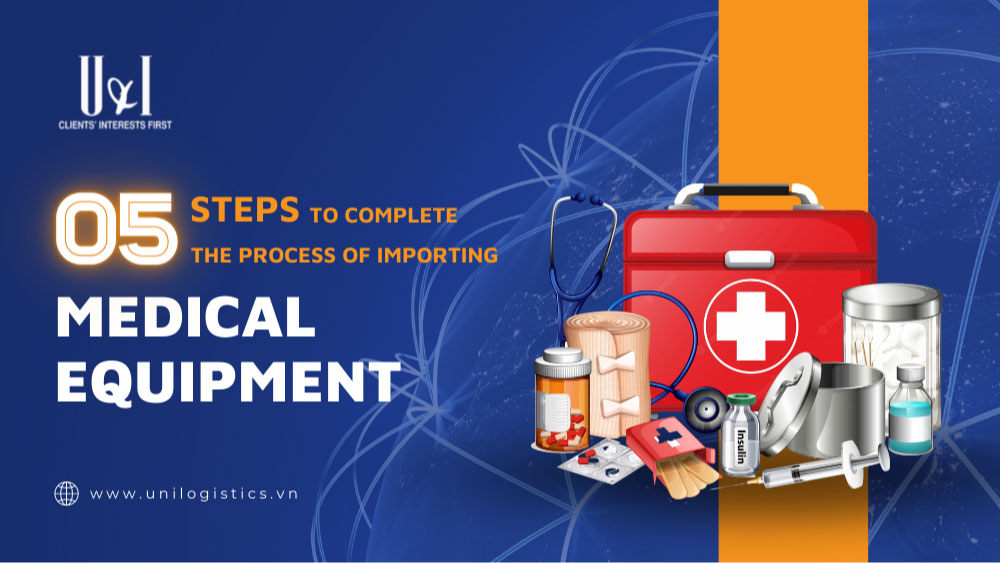 U&I
CLIENTS' INTERESTS FIRST
05 STEPS TO COMPLETE
THE PROCESS OF IMPORTING
MEDICAL
EQUIPMENT
Insulin
www.unilogistics.vn